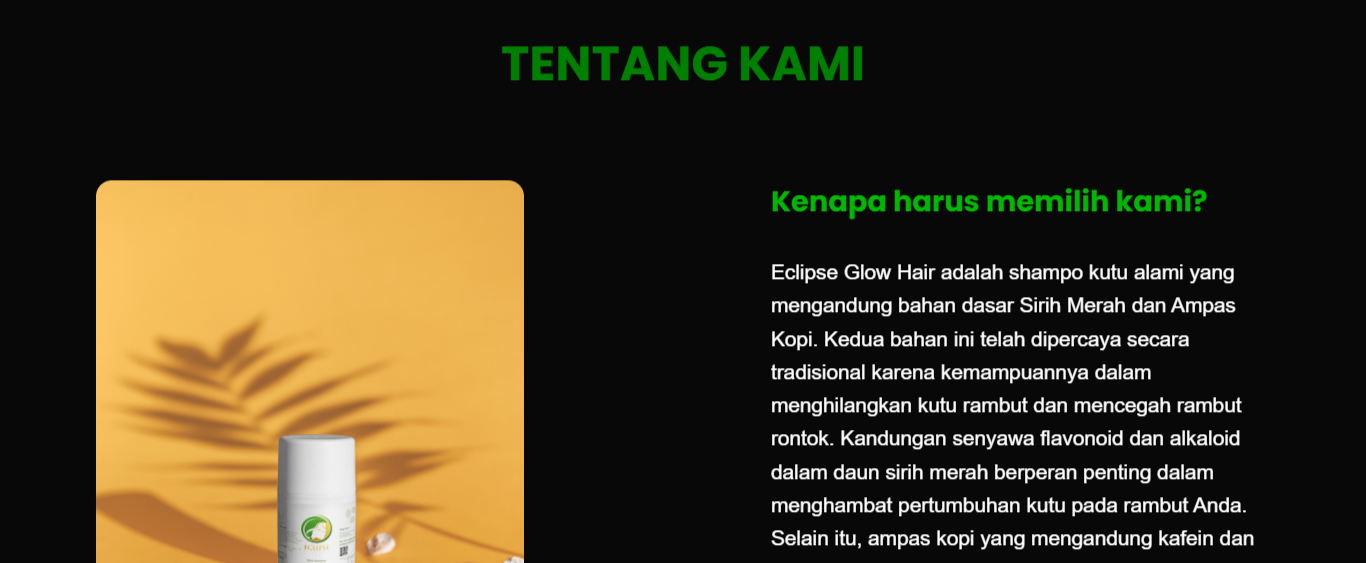 TENTANG KAMI
Kenapa harus memilih kami?
Eclipse Glow Hair adalah shampo kutu alami yang
mengandung bahan dasar Sirih Merah dan Ampas
Kopi. Kedua bahan ini telah dipercaya secara
tradisional karena kemampuannya dalam
menghilangkan kutu rambut dan mencegah rambut
rontok. Kandungan senyawa flavonoid dan alkaloid
dalam daun sirih merah berperan penting dalam
menghambat pertumbuhan kutu pada rambut Anda.
Selain itu, ampas kopi yang mengandung kafein dan